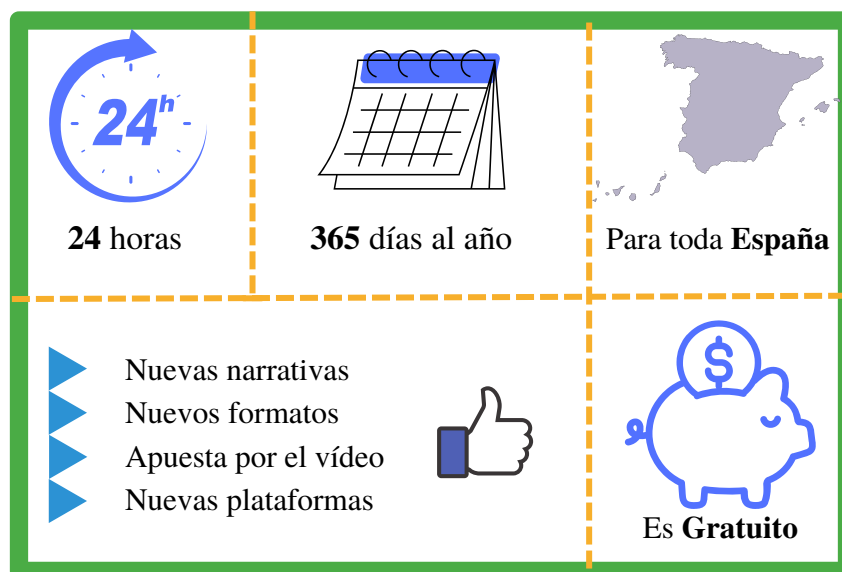 24h
24 horas
365 días al año
Para toda España
Nuevas narrativas
Nuevos formatos
Apuesta por el vídeo
Nuevas plataformas
$
Es Gratuito